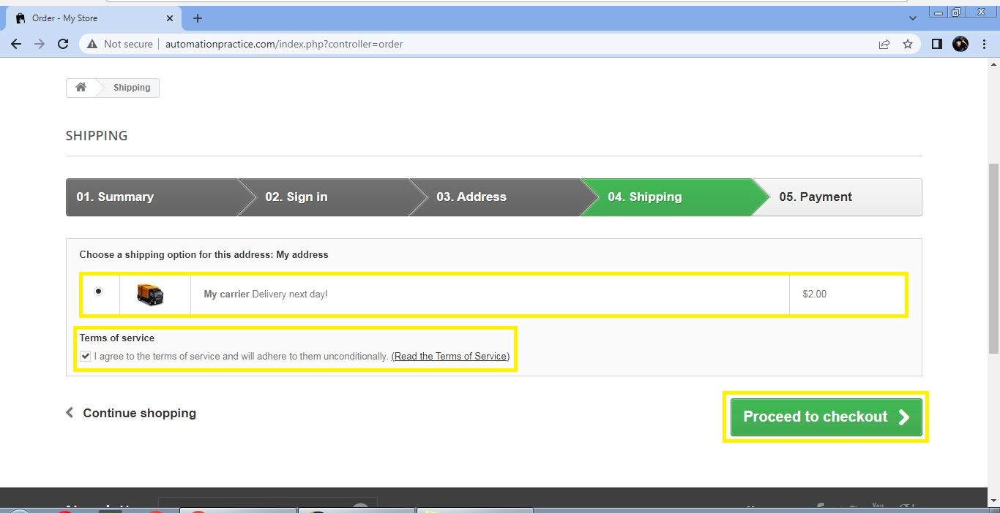 Order - My Store
Not secure
automationpractice.com/index.php?controller=order
Shipping
SHIPPING
01. Summary
02. Sign in
03. Address
04. Shipping
05. Payment
Choose a shipping option for this address: My address
My carrier Delivery next day!
$2.00
Terms of service
I agree to the terms of service and will adhere to them unconditionally. (Read the Terms of Service)
Continue shopping
Proceed to checkout